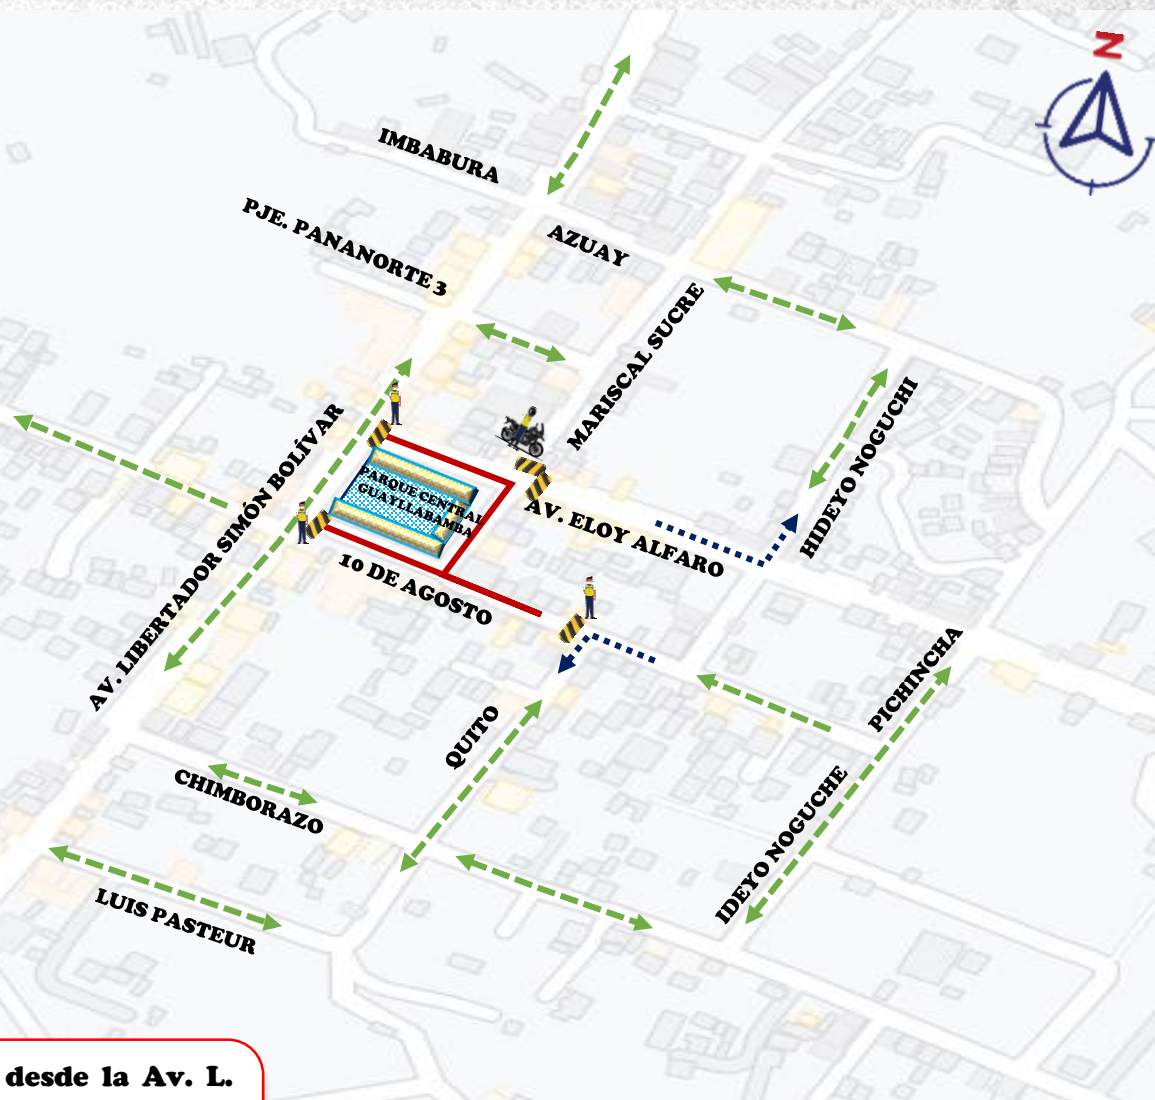 N
IMBABURA
PJE. PANANORTE 3
AZUAY
MARISCAL SUCRE
HIDEYO NOGUCHI
AV. LIBERTADOR SIMÓN BOLÍVAR
PARQUE CENTRAL
GUAYLLABAMBA
AV. ELOY ALFARO
10 DE AGOSTO
PICHINCHA
QUITO
IDEYO NOGUCHE
CHIMBORAZO
LUIS PASTEUR
desde la Av. L.